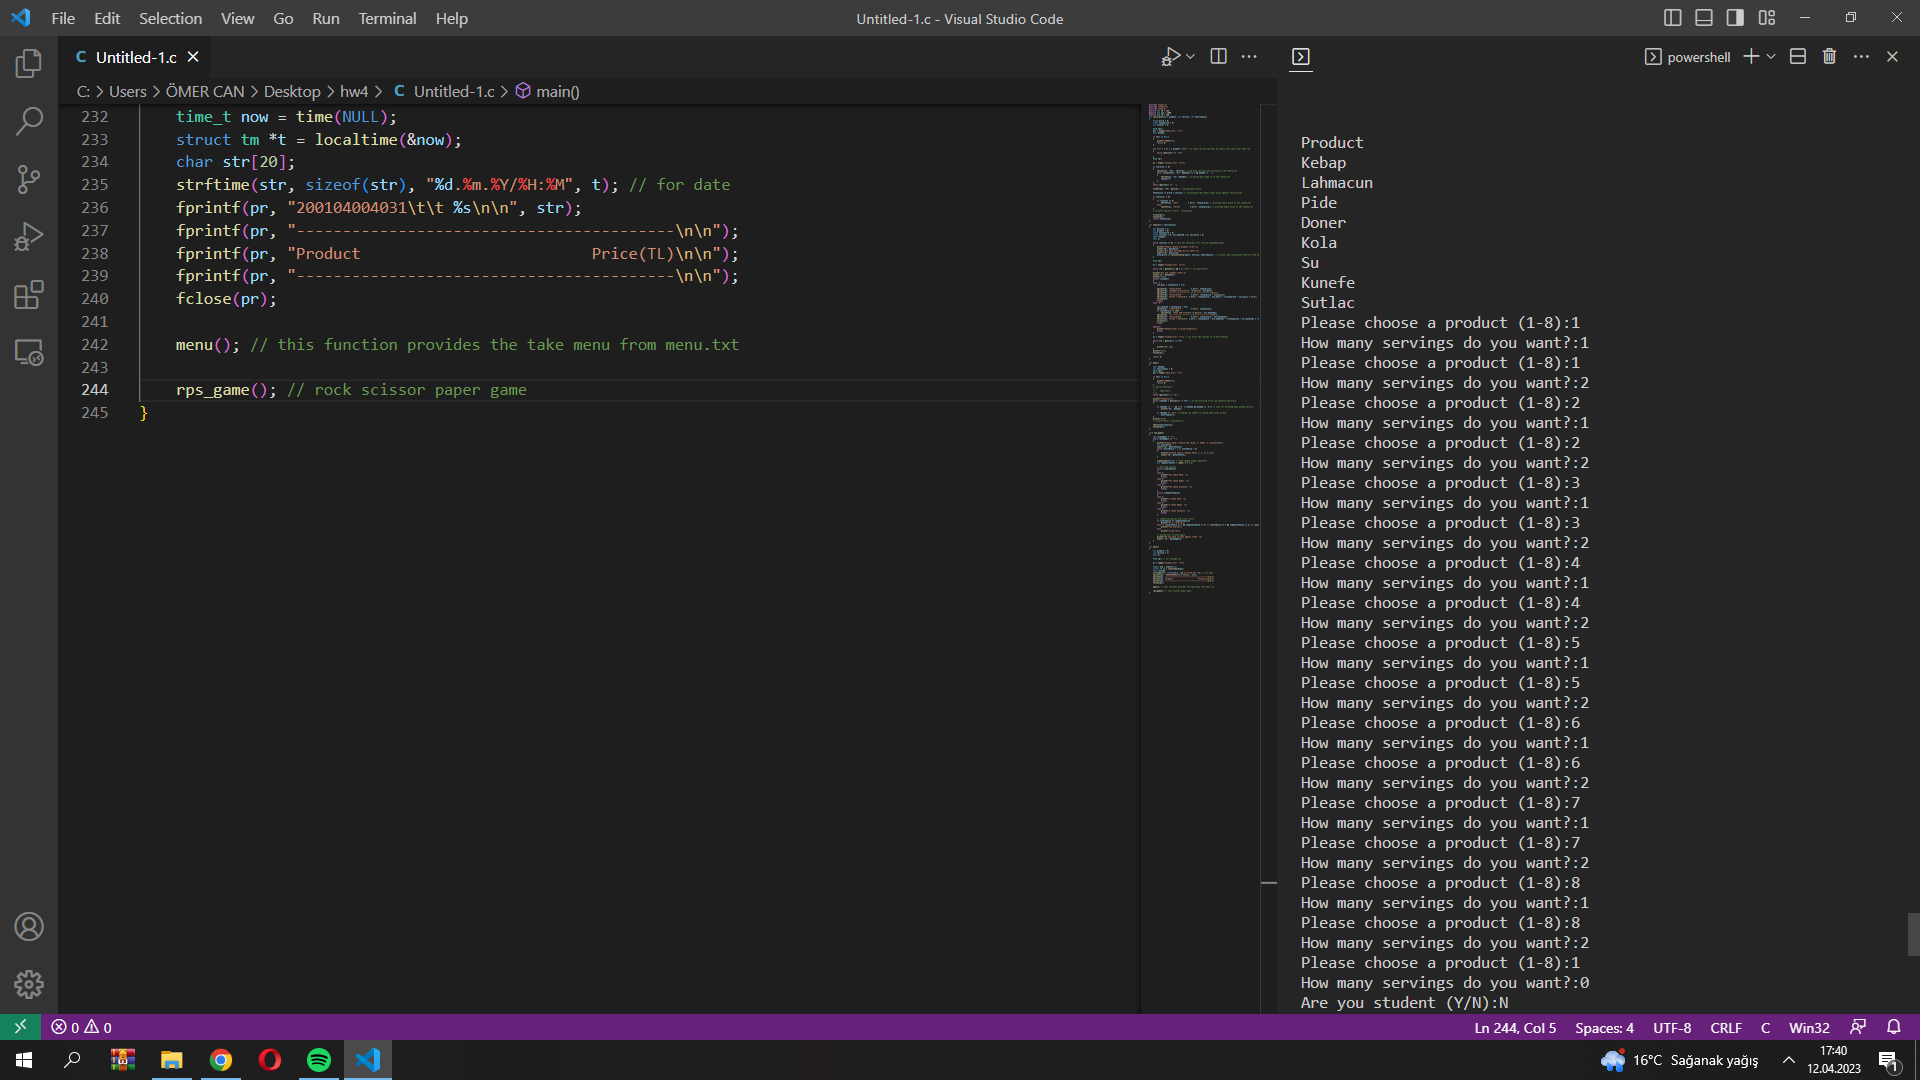 File Edit Selection View Go Run Terminal Help
Untitled-1.c - Visual Studio Code
C Untitled-1.c
powershell
C: > Users > ÖMER CAN > Desktop > hw4 > C Untitled-1.c > main()
232 time_t now = time(NULL);
233 struct tm *t = localtime(&now);
234 char str[20];
235 strftime(str, sizeof(str), "%d.%m.%Y/%H:%M", t); // for date
236 fprintf(pr, "200104004031\t\t %s\n\n", str);
237 fprintf(pr, "-----------------------------------------\n\n");
238 fprintf(pr, "Product                         Price(TL)\n\n");
239 fprintf(pr, "-----------------------------------------\n\n");
240 fclose(pr);
241
242 menu(); // this function provides the take menu from menu.txt
243
244 rps_game(); // rock scissor paper game
245 }
Product
Kebap
Lahmacun
Pide
Doner
Kola
Su
Kunefe
Sutlac
Please choose a product (1-8):1
How many servings do you want?:1
Please choose a product (1-8):1
How many servings do you want?:2
Please choose a product (1-8):2
How many servings do you want?:1
Please choose a product (1-8):2
How many servings do you want?:2
Please choose a product (1-8):3
How many servings do you want?:1
Please choose a product (1-8):3
How many servings do you want?:2
Please choose a product (1-8):4
How many servings do you want?:1
Please choose a product (1-8):4
How many servings do you want?:2
Please choose a product (1-8):5
How many servings do you want?:1
Please choose a product (1-8):5
How many servings do you want?:2
Please choose a product (1-8):6
How many servings do you want?:1
Please choose a product (1-8):6
How many servings do you want?:2
Please choose a product (1-8):7
How many servings do you want?:1
Please choose a product (1-8):7
How many servings do you want?:2
Please choose a product (1-8):8
How many servings do you want?:1
Please choose a product (1-8):8
How many servings do you want?:2
Please choose a product (1-8):1
How many servings do you want?:0
Are you student (Y/N):N
0 0
Ln 244, Col 5 Spaces: 4 UTF-8 CRLF C Win32
16°C Sağanak yağış
17:40
12.04.2023
1